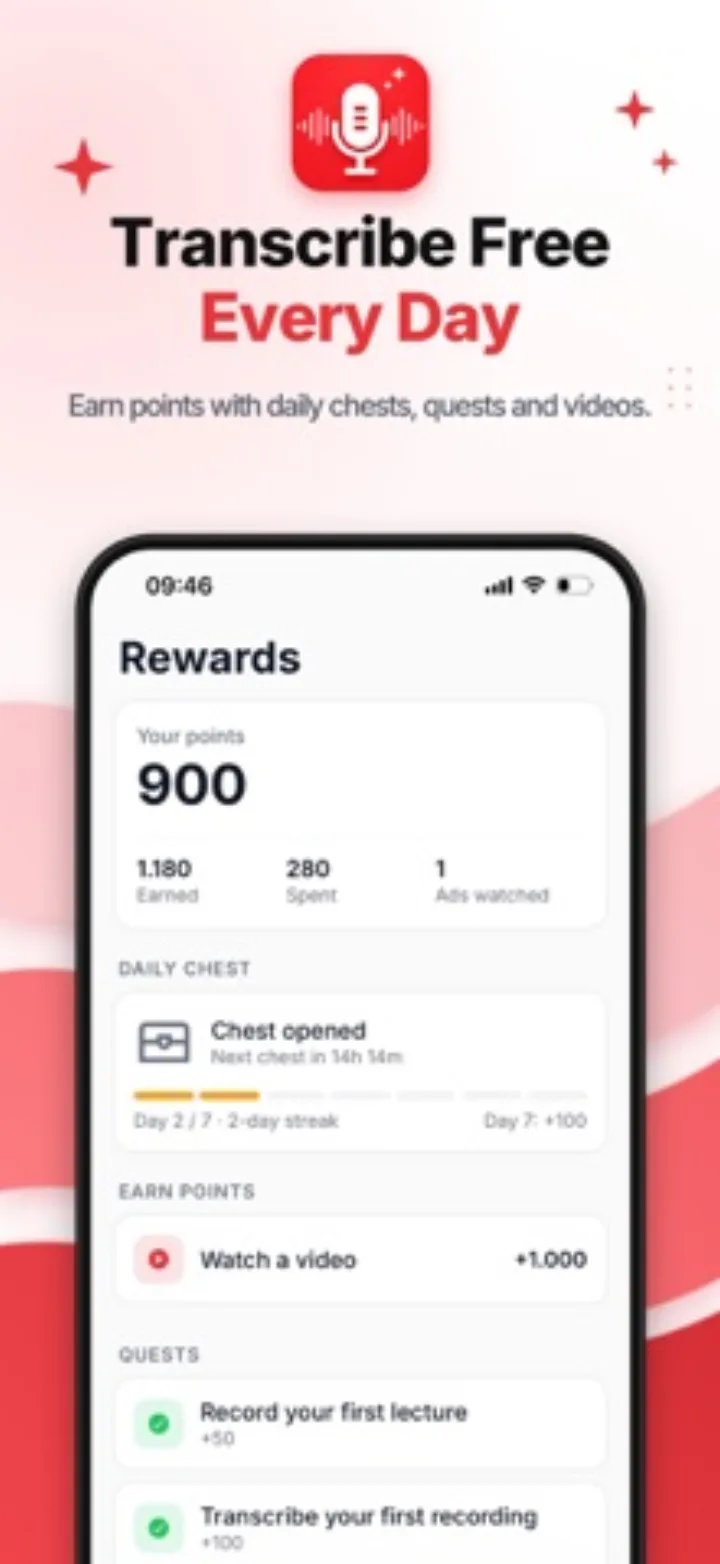 Transcribe Free
Every Day
Earn points with daily chests, quests and videos.
09:46
Rewards
Your points
900
1.180 280 1
Earned Spent Ads watched
DAILY CHEST
Chest opened
Next chest in 14h 14m
Day 2 / 7 · 2-day streak Day 7: +100
EARN POINTS
Watch a video +1.000
QUESTS
Record your first lecture
+50
Transcribe your first recording
+100